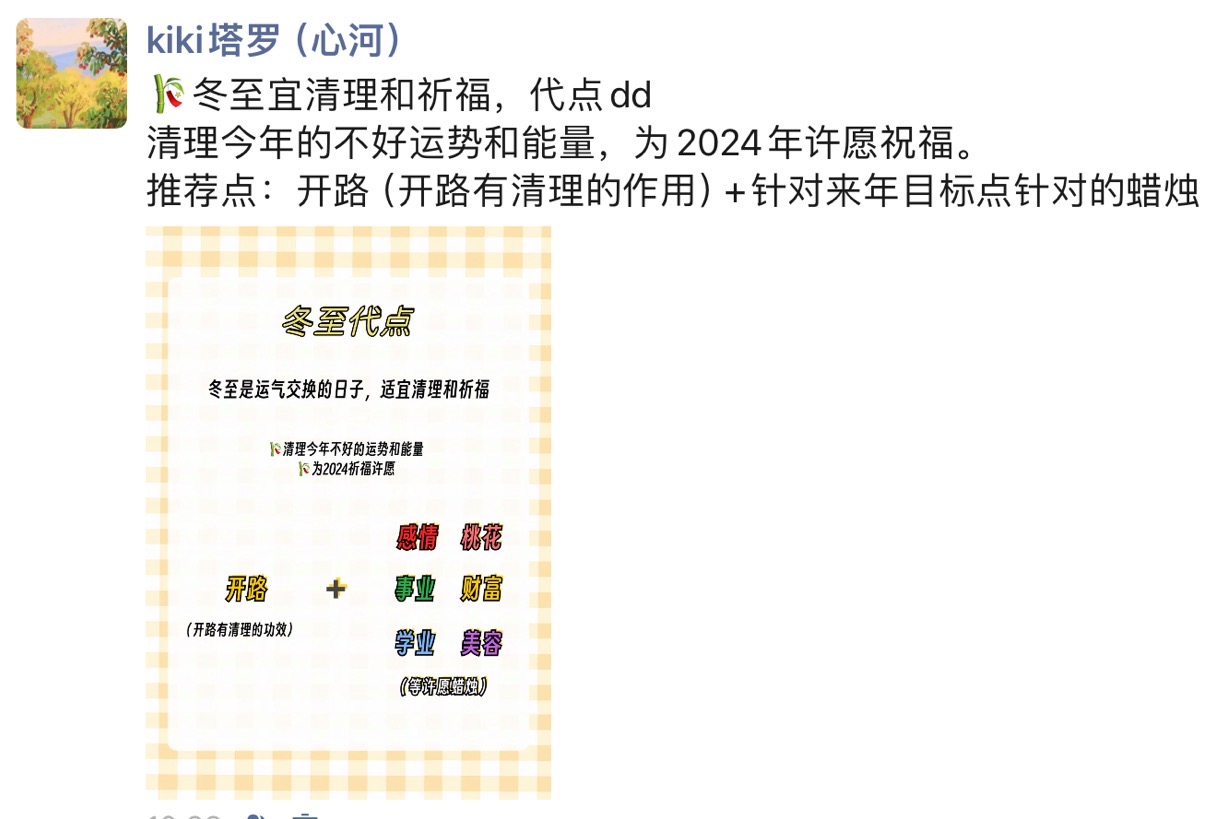 kiki塔罗（心河）
冬至宜清理和祈福，代点dd
清理今年的不好运势和能量，为2024年许愿祝福。
推荐点：开路（开路有清理的作用）+针对来年目标点针对的蜡烛
冬至代点
冬至是运气交换的日子，适宜清理和祈福
清理今年不好的运势和能量
为2024祈福许愿
感情 桃花
开路 + 事业 财富
（开路有清理的功效）
学业 美容
（等许愿蜡烛）